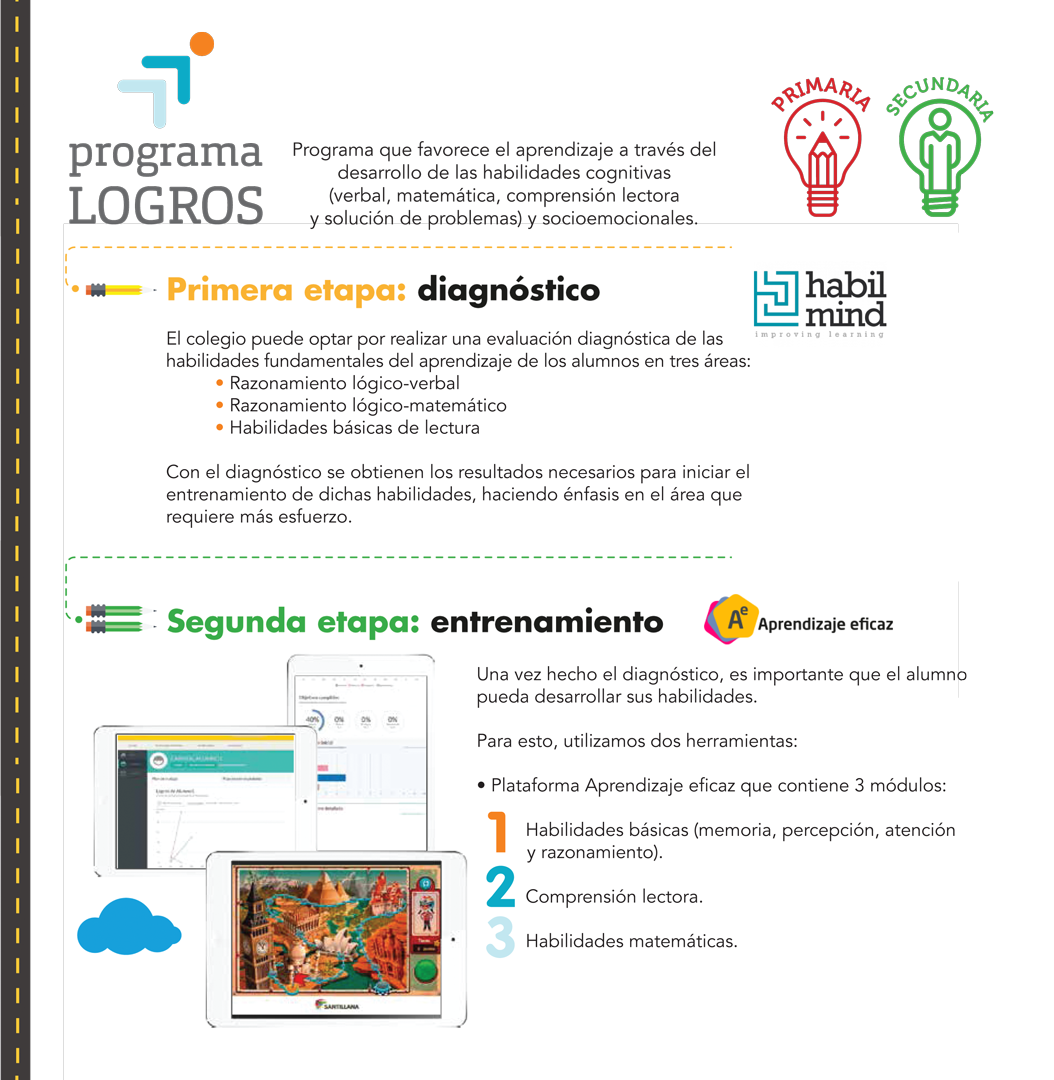 programa
LOGROS
Programa que favorece el aprendizaje a través del
desarrollo de las habilidades cognitivas
(verbal, matemática, comprensión lectora
y solución de problemas) y socioemocionales.
PRIMARIA
SECUNDARIA
Primera etapa: diagnóstico
habil
mind
improving learning
El colegio puede optar por realizar una evaluación diagnóstica de las
habilidades fundamentales del aprendizaje de los alumnos en tres áreas:
• Razonamiento lógico-verbal
• Razonamiento lógico-matemático
• Habilidades básicas de lectura
Con el diagnóstico se obtienen los resultados necesarios para iniciar el
entrenamiento de dichas habilidades, haciendo énfasis en el área que
requiere más esfuerzo.
Segunda etapa: entrenamiento
Ae
Aprendizaje eficaz
Una vez hecho el diagnóstico, es importante que el alumno
pueda desarrollar sus habilidades.
Para esto, utilizamos dos herramientas:
• Plataforma Aprendizaje eficaz que contiene 3 módulos:
1 Habilidades básicas (memoria, percepción, atención
y razonamiento).
2 Comprensión lectora.
3 Habilidades matemáticas.
40% 0% 0% 0%
SANTILLANA